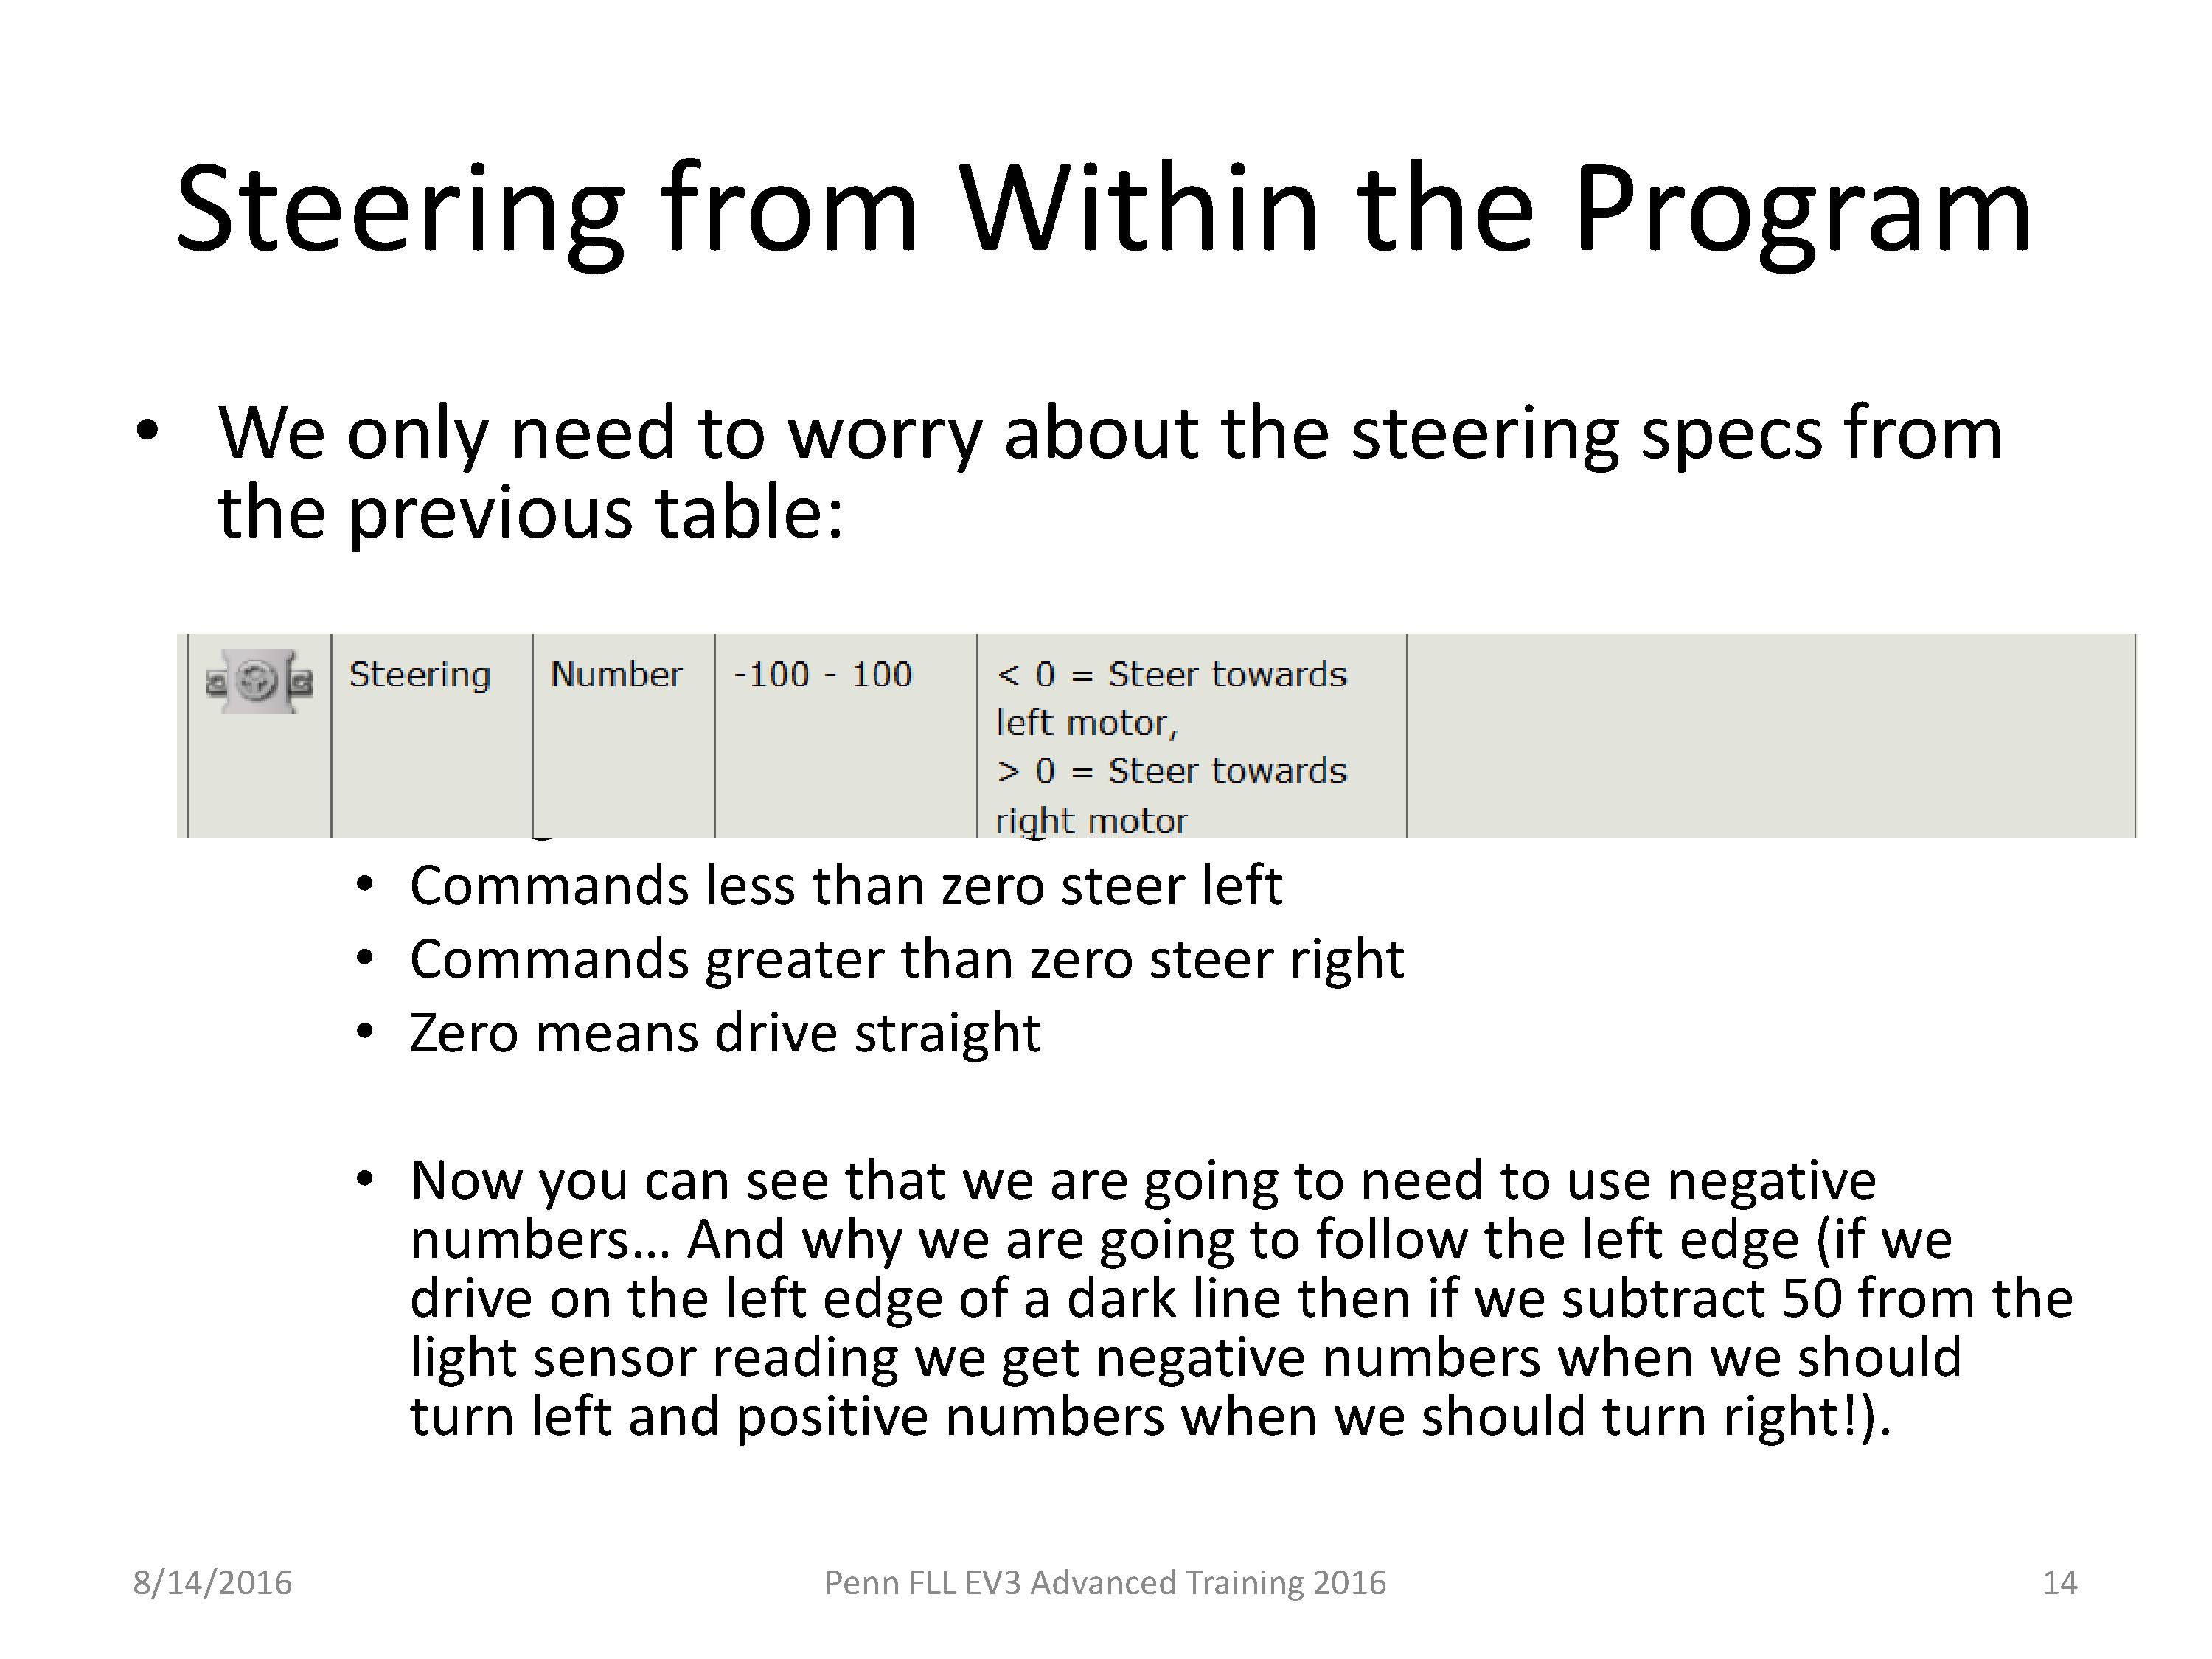 Steering from Within the Program
• We only need to worry about the steering specs from
the previous table:
Steering Number -100 - 100 < 0 = Steer towards
left motor,
> 0 = Steer towards
right motor
• Commands less than zero steer left
• Commands greater than zero steer right
• Zero means drive straight
• Now you can see that we are going to need to use negative
numbers… And why we are going to follow the left edge (if we
drive on the left edge of a dark line then if we subtract 50 from the
light sensor reading we get negative numbers when we should
turn left and positive numbers when we should turn right!).
8/14/2016 Penn FLL EV3 Advanced Training 2016 14